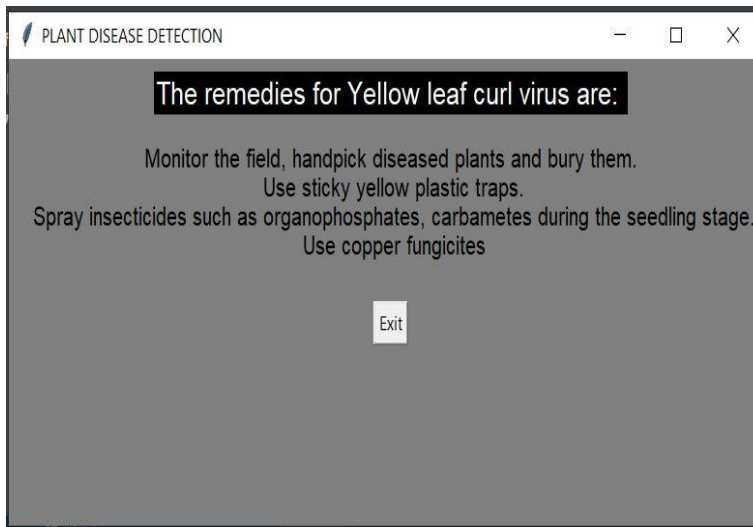 PLANT DISEASE DETECTION
The remedies for Yellow leaf curl virus are:
Monitor the field, handpick diseased plants and bury them.
Use sticky yellow plastic traps.
Spray insecticides such as organophosphates, carbametes during the seedling stage.
Use copper fungicites
Exit